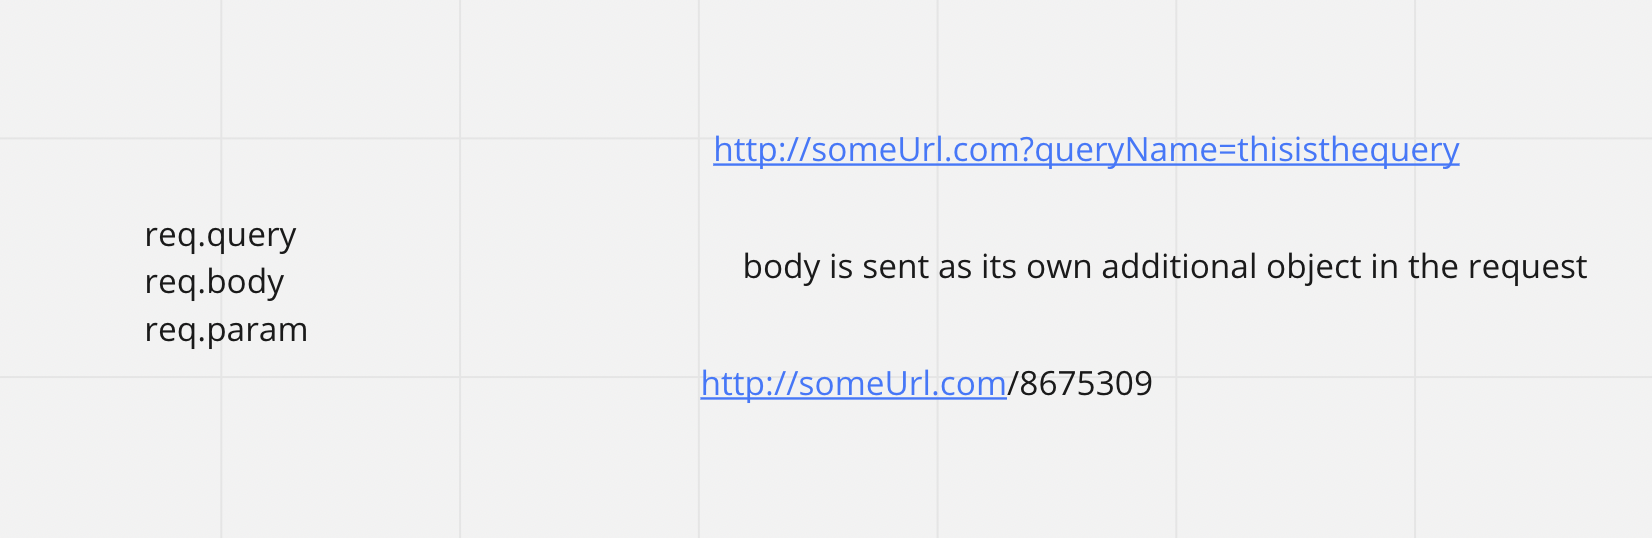 http://someUrl.com?queryName=thisisthequery
req.query
body is sent as its own additional object in the request
req.body
req.param
http://someUrl.com/8675309